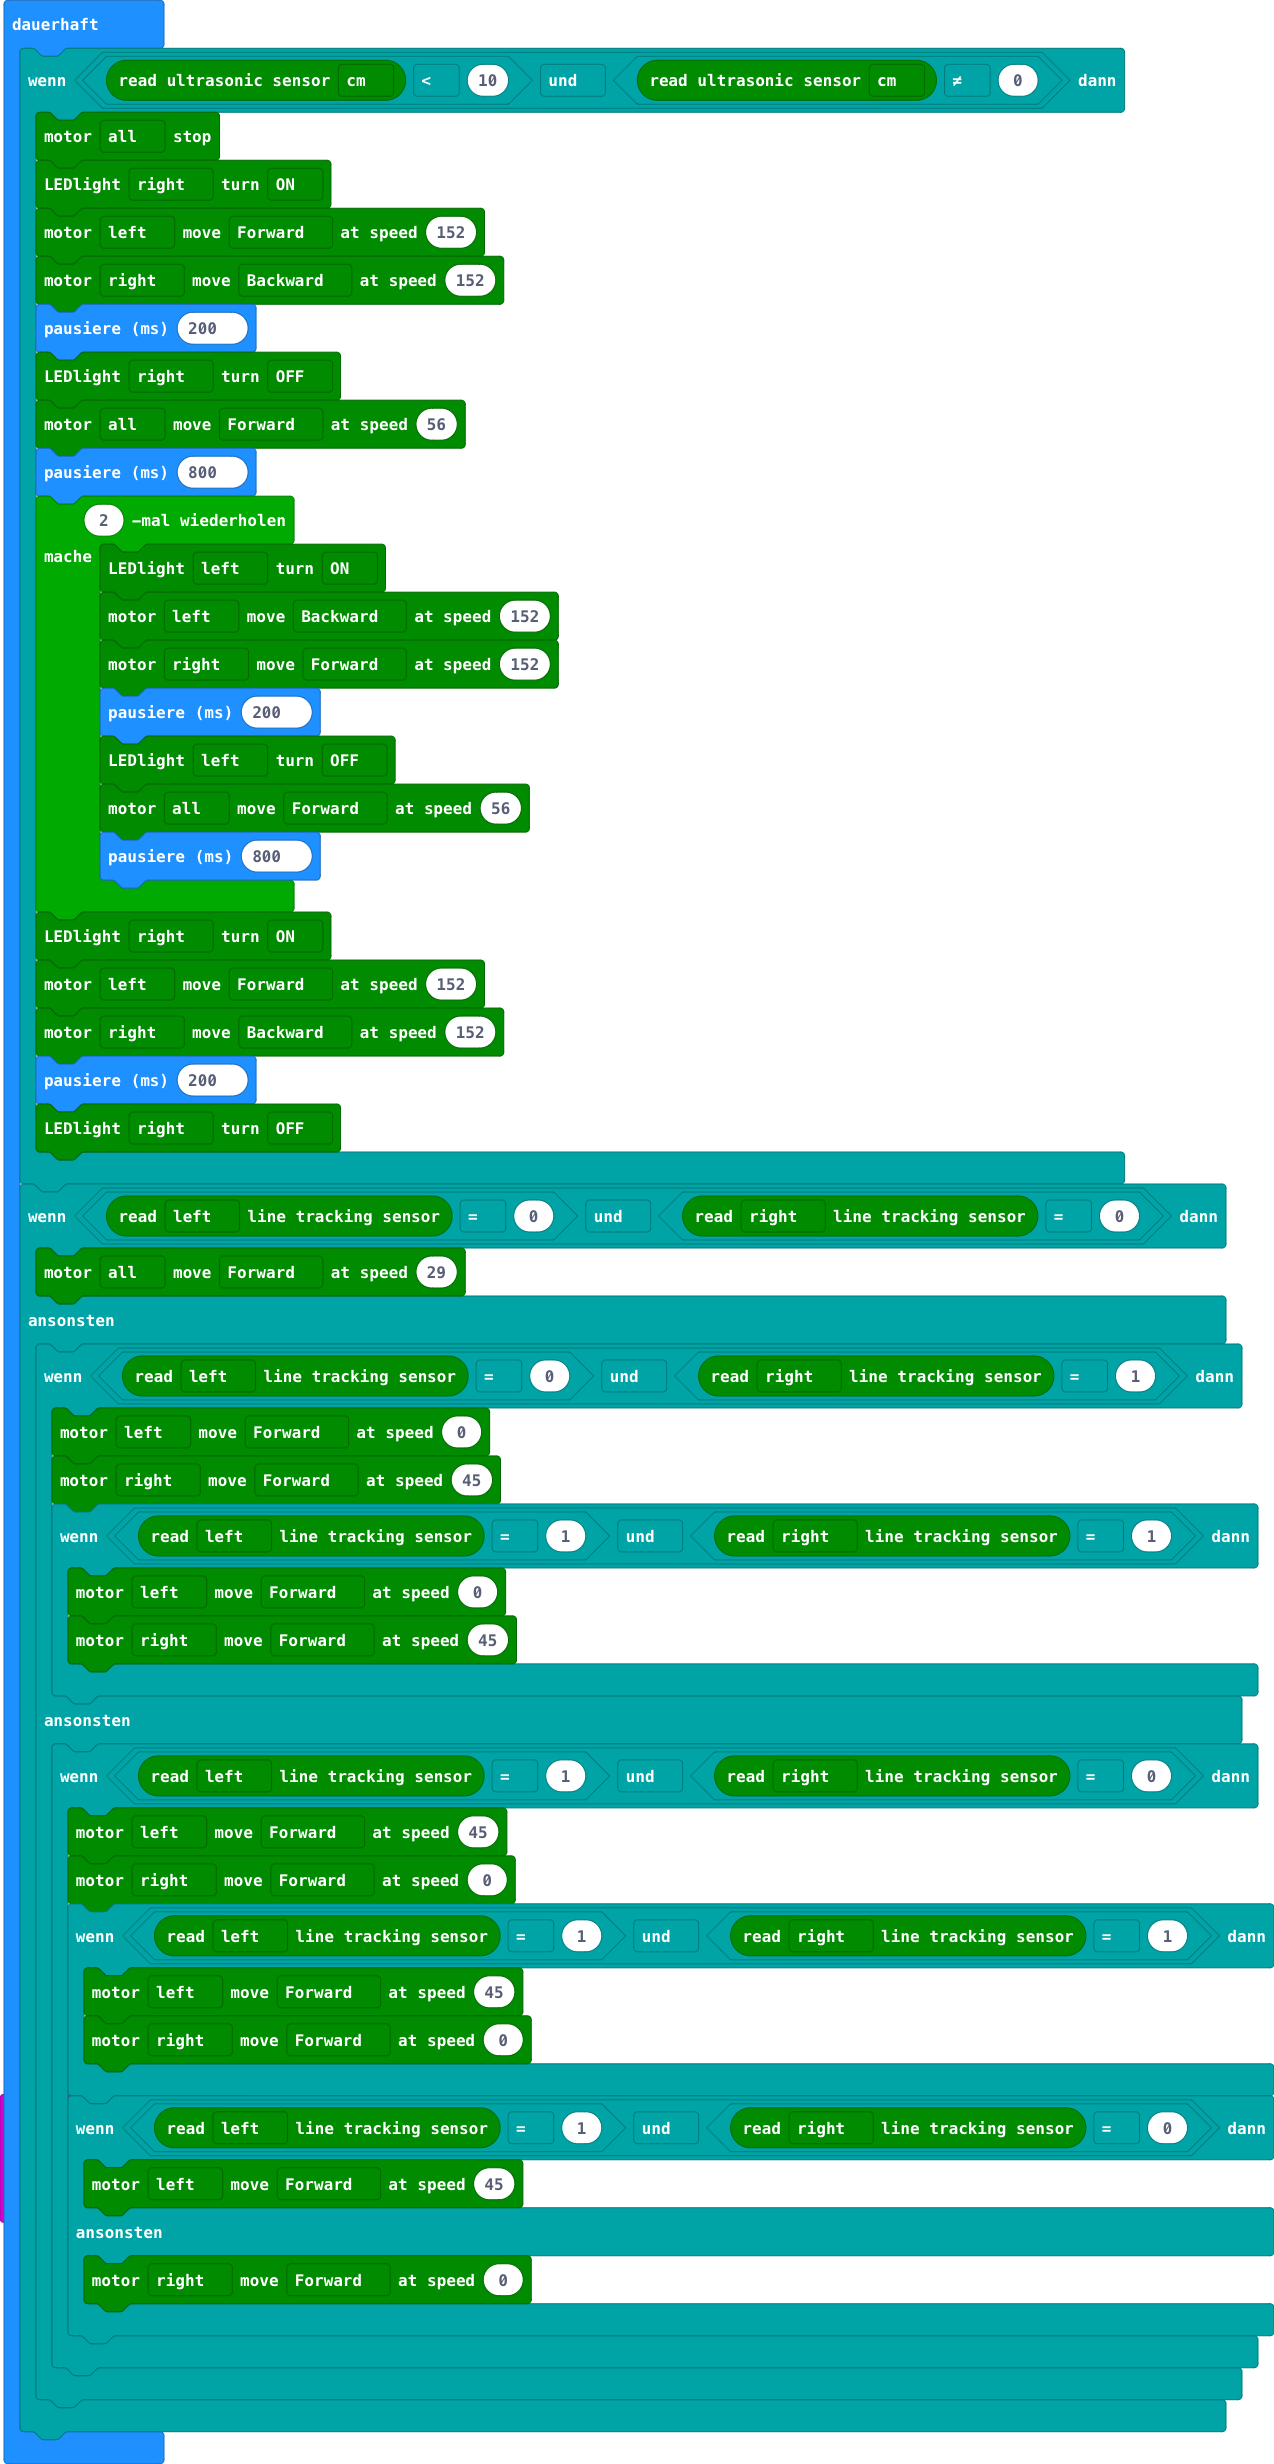 dauerhaft
wenn read ultrasonic sensor cm < 10 und read ultrasonic sensor cm ≠ 0 dann
motor all stop
LEDlight right turn ON
motor left move Forward at speed 152
motor right move Backward at speed 152
pausiere (ms) 200
LEDlight right turn OFF
motor all move Forward at speed 56
pausiere (ms) 800
2 -mal wiederholen
mache
LEDlight left turn ON
motor left move Backward at speed 152
motor right move Forward at speed 152
pausiere (ms) 200
LEDlight left turn OFF
motor all move Forward at speed 56
pausiere (ms) 800
LEDlight right turn ON
motor left move Forward at speed 152
motor right move Backward at speed 152
pausiere (ms) 200
LEDlight right turn OFF
wenn read left line tracking sensor = 0 und read right line tracking sensor = 0 dann
motor all move Forward at speed 29
ansonsten
wenn read left line tracking sensor = 0 und read right line tracking sensor = 1 dann
motor left move Forward at speed 0
motor right move Forward at speed 45
wenn read left line tracking sensor = 1 und read right line tracking sensor = 1 dann
motor left move Forward at speed 0
motor right move Forward at speed 45
ansonsten
wenn read left line tracking sensor = 1 und read right line tracking sensor = 0 dann
motor left move Forward at speed 45
motor right move Forward at speed 0
wenn read left line tracking sensor = 1 und read right line tracking sensor = 1 dann
motor left move Forward at speed 45
motor right move Forward at speed 0
wenn read left line tracking sensor = 1 und read right line tracking sensor = 0 dann
motor left move Forward at speed 45
ansonsten
motor right move Forward at speed 0